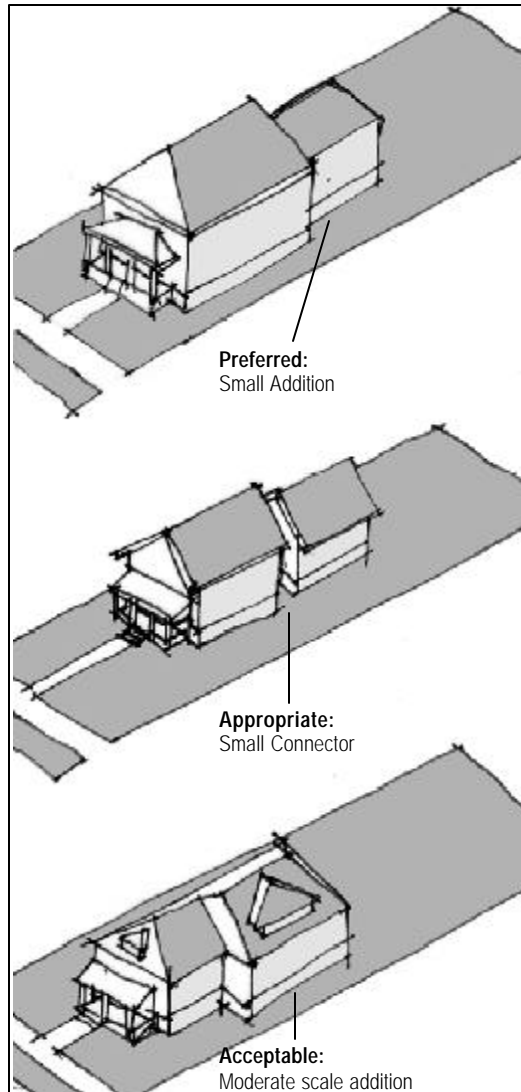 Preferred:
Small Addition
Appropriate:
Small Connector
Acceptable:
Moderate scale addition